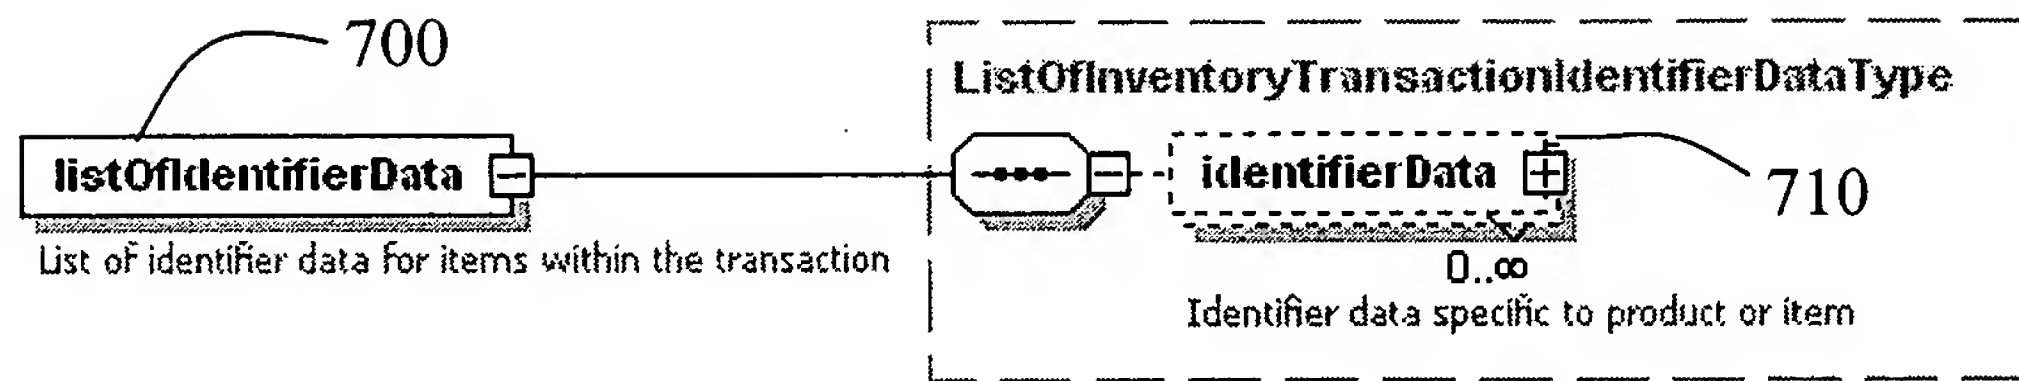 700
ListOfInventoryTransactionIdentifierDataType
listOfIdentifierData
identifierData
710
List of identifier data for items within the transaction
0..∞
Identifier data specific to product or item